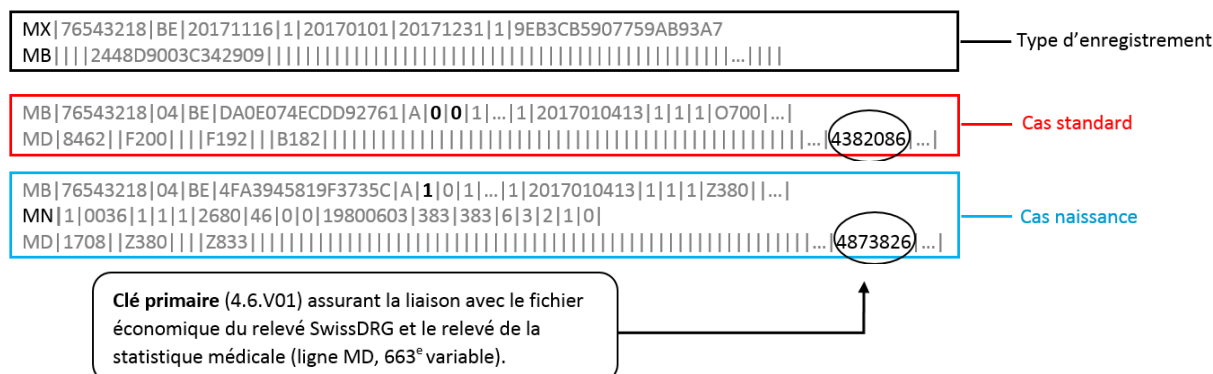 MX|76543218|BE|20171116|1|20170101|20171231|1|9EB3CB5907759AB93A7
MB||||2448D9003C342909||||||||||||||||||||||||||||||||||||||||||||||||||||||||||...||||
Type d'enregistrement
MB|76543218|04|BE|DA0E074ECDD92761|A|0|0|1|...|1|2017010413|1|1|1|O700|...|
MD|8462||F200||||F192|||B182||||||||||||||||||||||||||||||||||||||||||||||||||||||||||||...|4382086|...|
Cas standard
MB|76543218|04|BE|4FA3945819F3735C|A|1|0|1|...|1|2017010413|1|1|1|Z380||...|
MN|1|0036|1|1|1|2680|46|0|0|19800603|383|383|6|3|2|1|0|
MD|1708||Z380||||Z833|||||||||||||||||||||||||||||||||||||||||||||||||||||||||||||||||||||...|4873826|...|
Cas naissance
Clé primaire (4.6.V01) assurant la liaison avec le fichier
économique du relevé SwissDRG et le relevé de la
statistique médicale (ligne MD, 663e variable).